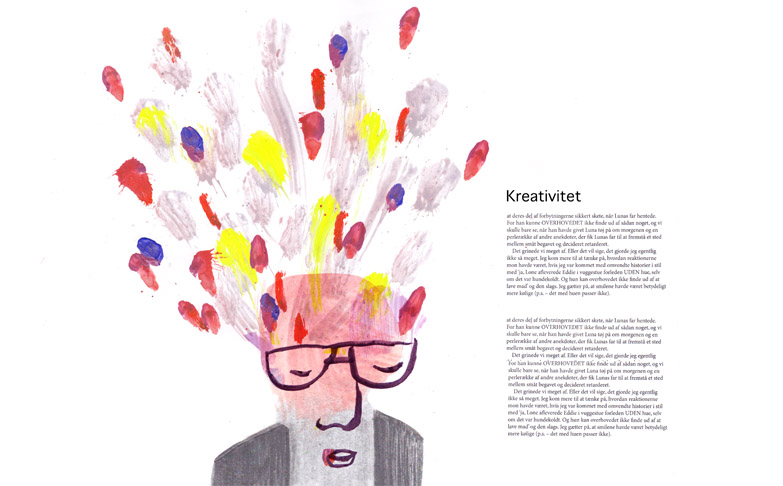 Kreativitet
at deres del af forbytningerne sikkert skete, når Lunas far hentede.
For han kunne OVERHOVEDET ikke finde ud af sådan noget, og vi
skulle bare se, når han havde givet Luna tøj på om morgenen og en
perlerække af andre anekdoter, der fik Lunas far til at fremstå et sted
mellem småt begavet og decideret retarderet.
Det grinede vi meget af. Eller det vil sige, det gjorde jeg egentlig
ikke så meget. Jeg kom mere til at tænke på, hvordan reaktionerne
mon havde været, hvis jeg var kommet med omvendte historier i stil
med 'ja, Lone afleverede Eddie i vuggestue forleden UDEN hue, selv
om det var hundekoldt. Og hun kan overhovedet ikke finde ud af at
lave mad' og den slags. Jeg gætter på, at smilene havde været betydeligt
mere kølige (p.s. – det med huen passer ikke).
at deres del af forbytningerne sikkert skete, når Lunas far hentede.
For han kunne OVERHOVEDET ikke finde ud af sådan noget, og vi
skulle bare se, når han havde givet Luna tøj på om morgenen og en
perlerække af andre anekdoter, der fik Lunas far til at fremstå et sted
mellem småt begavet og decideret retarderet.
Det grinede vi meget af. Eller det vil sige, det gjorde jeg egentlig
For han kunne OVERHOVEDET ikke finde ud af sådan noget, og vi
skulle bare se, når han havde givet Luna tøj på om morgenen og en
perlerække af andre anekdoter, der fik Lunas far til at fremstå et sted
mellem småt begavet og decideret retarderet.
Det grinede vi meget af. Eller det vil sige, det gjorde jeg egentlig
ikke så meget. Jeg kom mere til at tænke på, hvordan reaktionerne
mon havde været, hvis jeg var kommet med omvendte historier i stil
med 'ja, Lone afleverede Eddie i vuggestue forleden UDEN hue, selv
om det var hundekoldt. Og hun kan overhovedet ikke finde ud af at
lave mad' og den slags. Jeg gætter på, at smilene havde været betydeligt
mere kølige (p.s. – det med huen passer ikke).